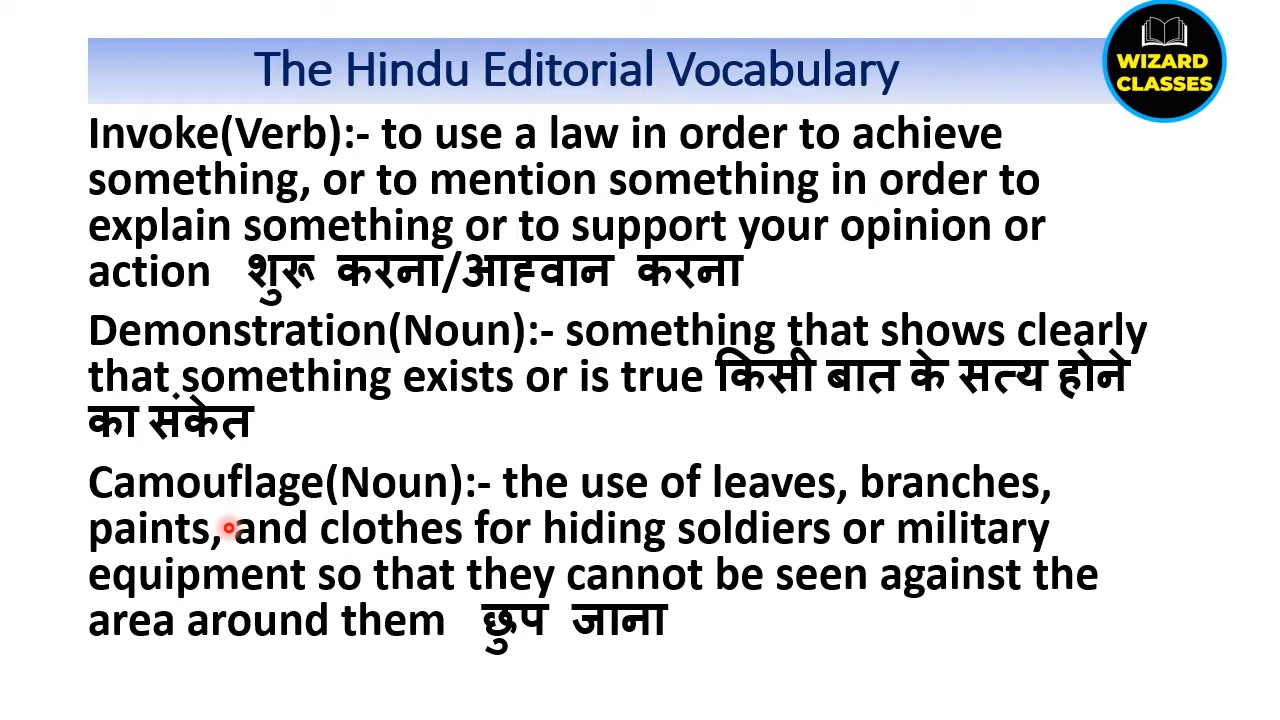 The Hindu Editorial Vocabulary
WIZARD
CLASSES
Invoke(Verb):- to use a law in order to achieve
something, or to mention something in order to
explain something or to support your opinion or
action शुरू करना/आह्वान करना
Demonstration(Noun):- something that shows clearly
that something exists or is true किसी बात के सत्य होने
का संकेत
Camouflage(Noun):- the use of leaves, branches,
paints, and clothes for hiding soldiers or military
equipment so that they cannot be seen against the
area around them छुप जाना